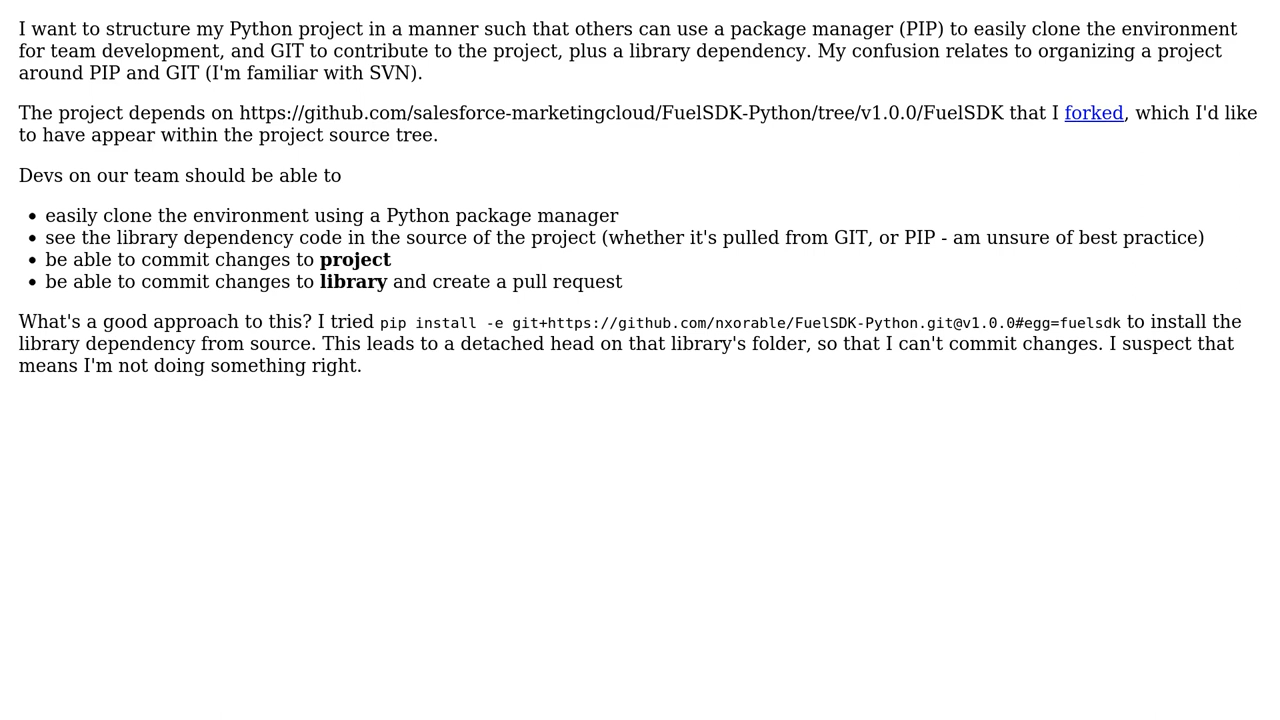 I want to structure my Python project in a manner such that others can use a package manager (PIP) to easily clone the environment
for team development, and GIT to contribute to the project, plus a library dependency. My confusion relates to organizing a project
around PIP and GIT (I'm familiar with SVN).
The project depends on https://github.com/salesforce-marketingcloud/FuelSDK-Python/tree/v1.0.0/FuelSDK that I forked, which I'd like
to have appear within the project source tree.
Devs on our team should be able to
• easily clone the environment using a Python package manager
• see the library dependency code in the source of the project (whether it's pulled from GIT, or PIP - am unsure of best practice)
• be able to commit changes to project
• be able to commit changes to library and create a pull request
What's a good approach to this? I tried pip install -e git+https://github.com/nxorable/FuelSDK-Python.git@v1.0.0#egg=fuelsdk to install the
library dependency from source. This leads to a detached head on that library's folder, so that I can't commit changes. I suspect that
means I'm not doing something right.